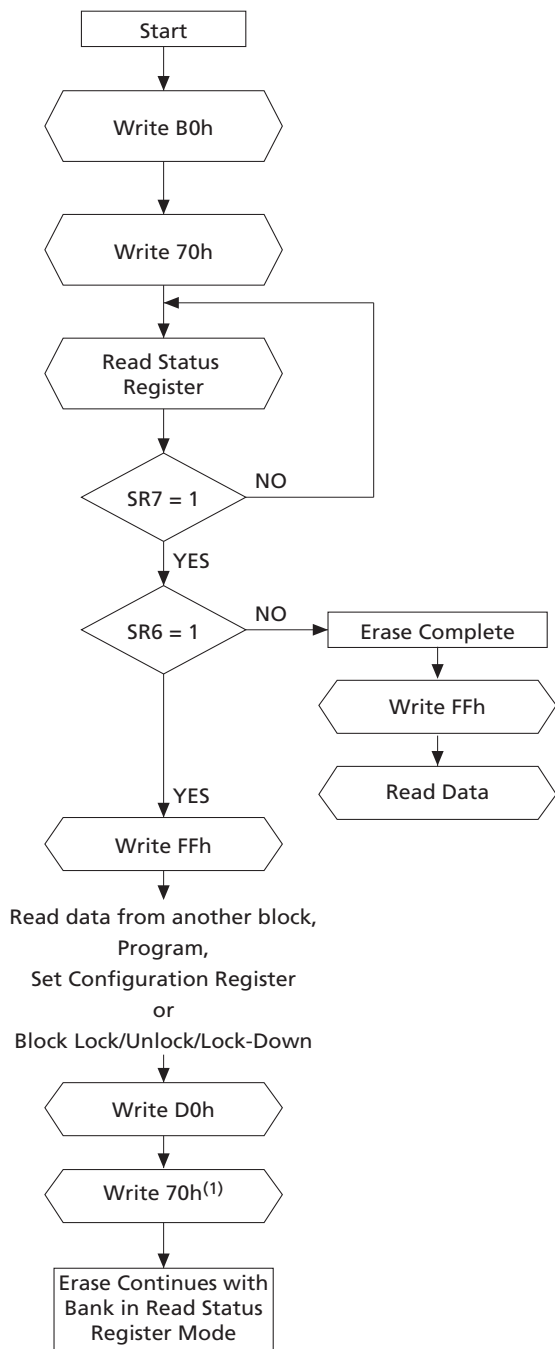 Start
Write B0h
Write 70h
Read Status
Register
NO
SR7 = 1
YES
NO
SR6 = 1
Erase Complete
Write FFh
Read Data
YES
Write FFh
Read data from another block,
Program,
Set Configuration Register
or
Block Lock/Unlock/Lock-Down
Write D0h
Write 70h(1)
Erase Continues with
Bank in Read Status
Register Mode